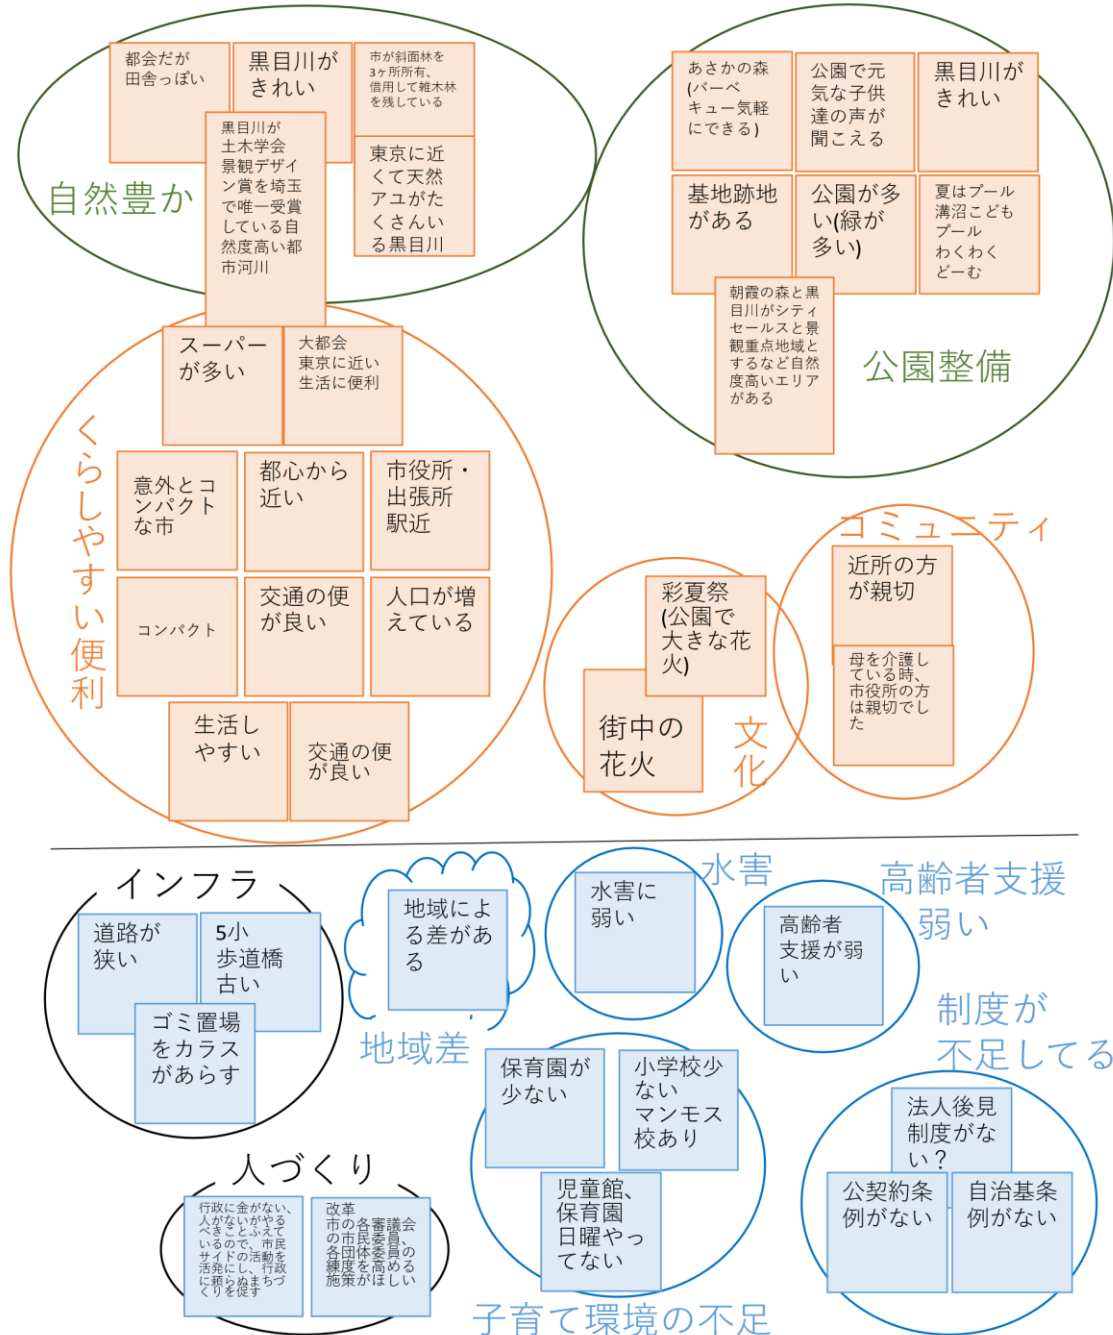 都会だが
田舎っぽい
黒目川が
きれい
市が斜面林を
3ヶ所所有、
借用して雑木林
を残している
黒目川が
土木学会
景観デザイ
ン賞を埼玉
で唯一受賞
している自
然度高い都
市河川
東京に近
くて天然
アユがた
くさんい
る黒目川
自然豊か
あさかの森
(バーベ
キュー気軽
にできる)
公園で元
気な子供
達の声が
聞こえる
黒目川が
きれい
基地跡地
がある
公園が多
い(緑が
多い)
夏はプール
溝沼こども
プール
わくわく
どーむ
朝霞の森と黒
目川がシティ
セールスと景
観重点地域と
するなど自然
度高いエリア
がある
公園整備
スーパー
が多い
大都会
東京に近い
生活に便利
くらしやすい便利
意外とコ
ンパクト
な市
都心から
近い
市役所・
出張所
駅近
コンパクト
交通の便
が良い
人口が増
えている
生活し
やすい
交通の便
が良い
彩夏祭
(公園で
大きな花
火)
街中の
花火
文化
コミュニティ
近所の方
が親切
母を介護し
ている時、
市役所の方
は親切でし
た
インフラ
道路が
狭い
5小
歩道橋
古い
ゴミ置場
をカラス
があらす
地域によ
る差があ
る
地域差
水害
水害に
弱い
高齢者支援
弱い
高齢者
支援が弱
い
制度が
不足してる
法人後見
制度がな
い？
公契約条
例がない
自治基条
例がない
保育園が
少ない
小学校少
ない
マンモス
校あり
児童館、
保育園
日曜やっ
てない
子育て環境の不足
人づくり
行政に金がない、
人がないがやる
べきことふえて
いるので、市民
サイドの活動を
活発にし、行政
に頼らぬまちづ
くりを促す
改革
市の各審議会
の市民委員、
各団体委員の
練度を高める
施策がほしい